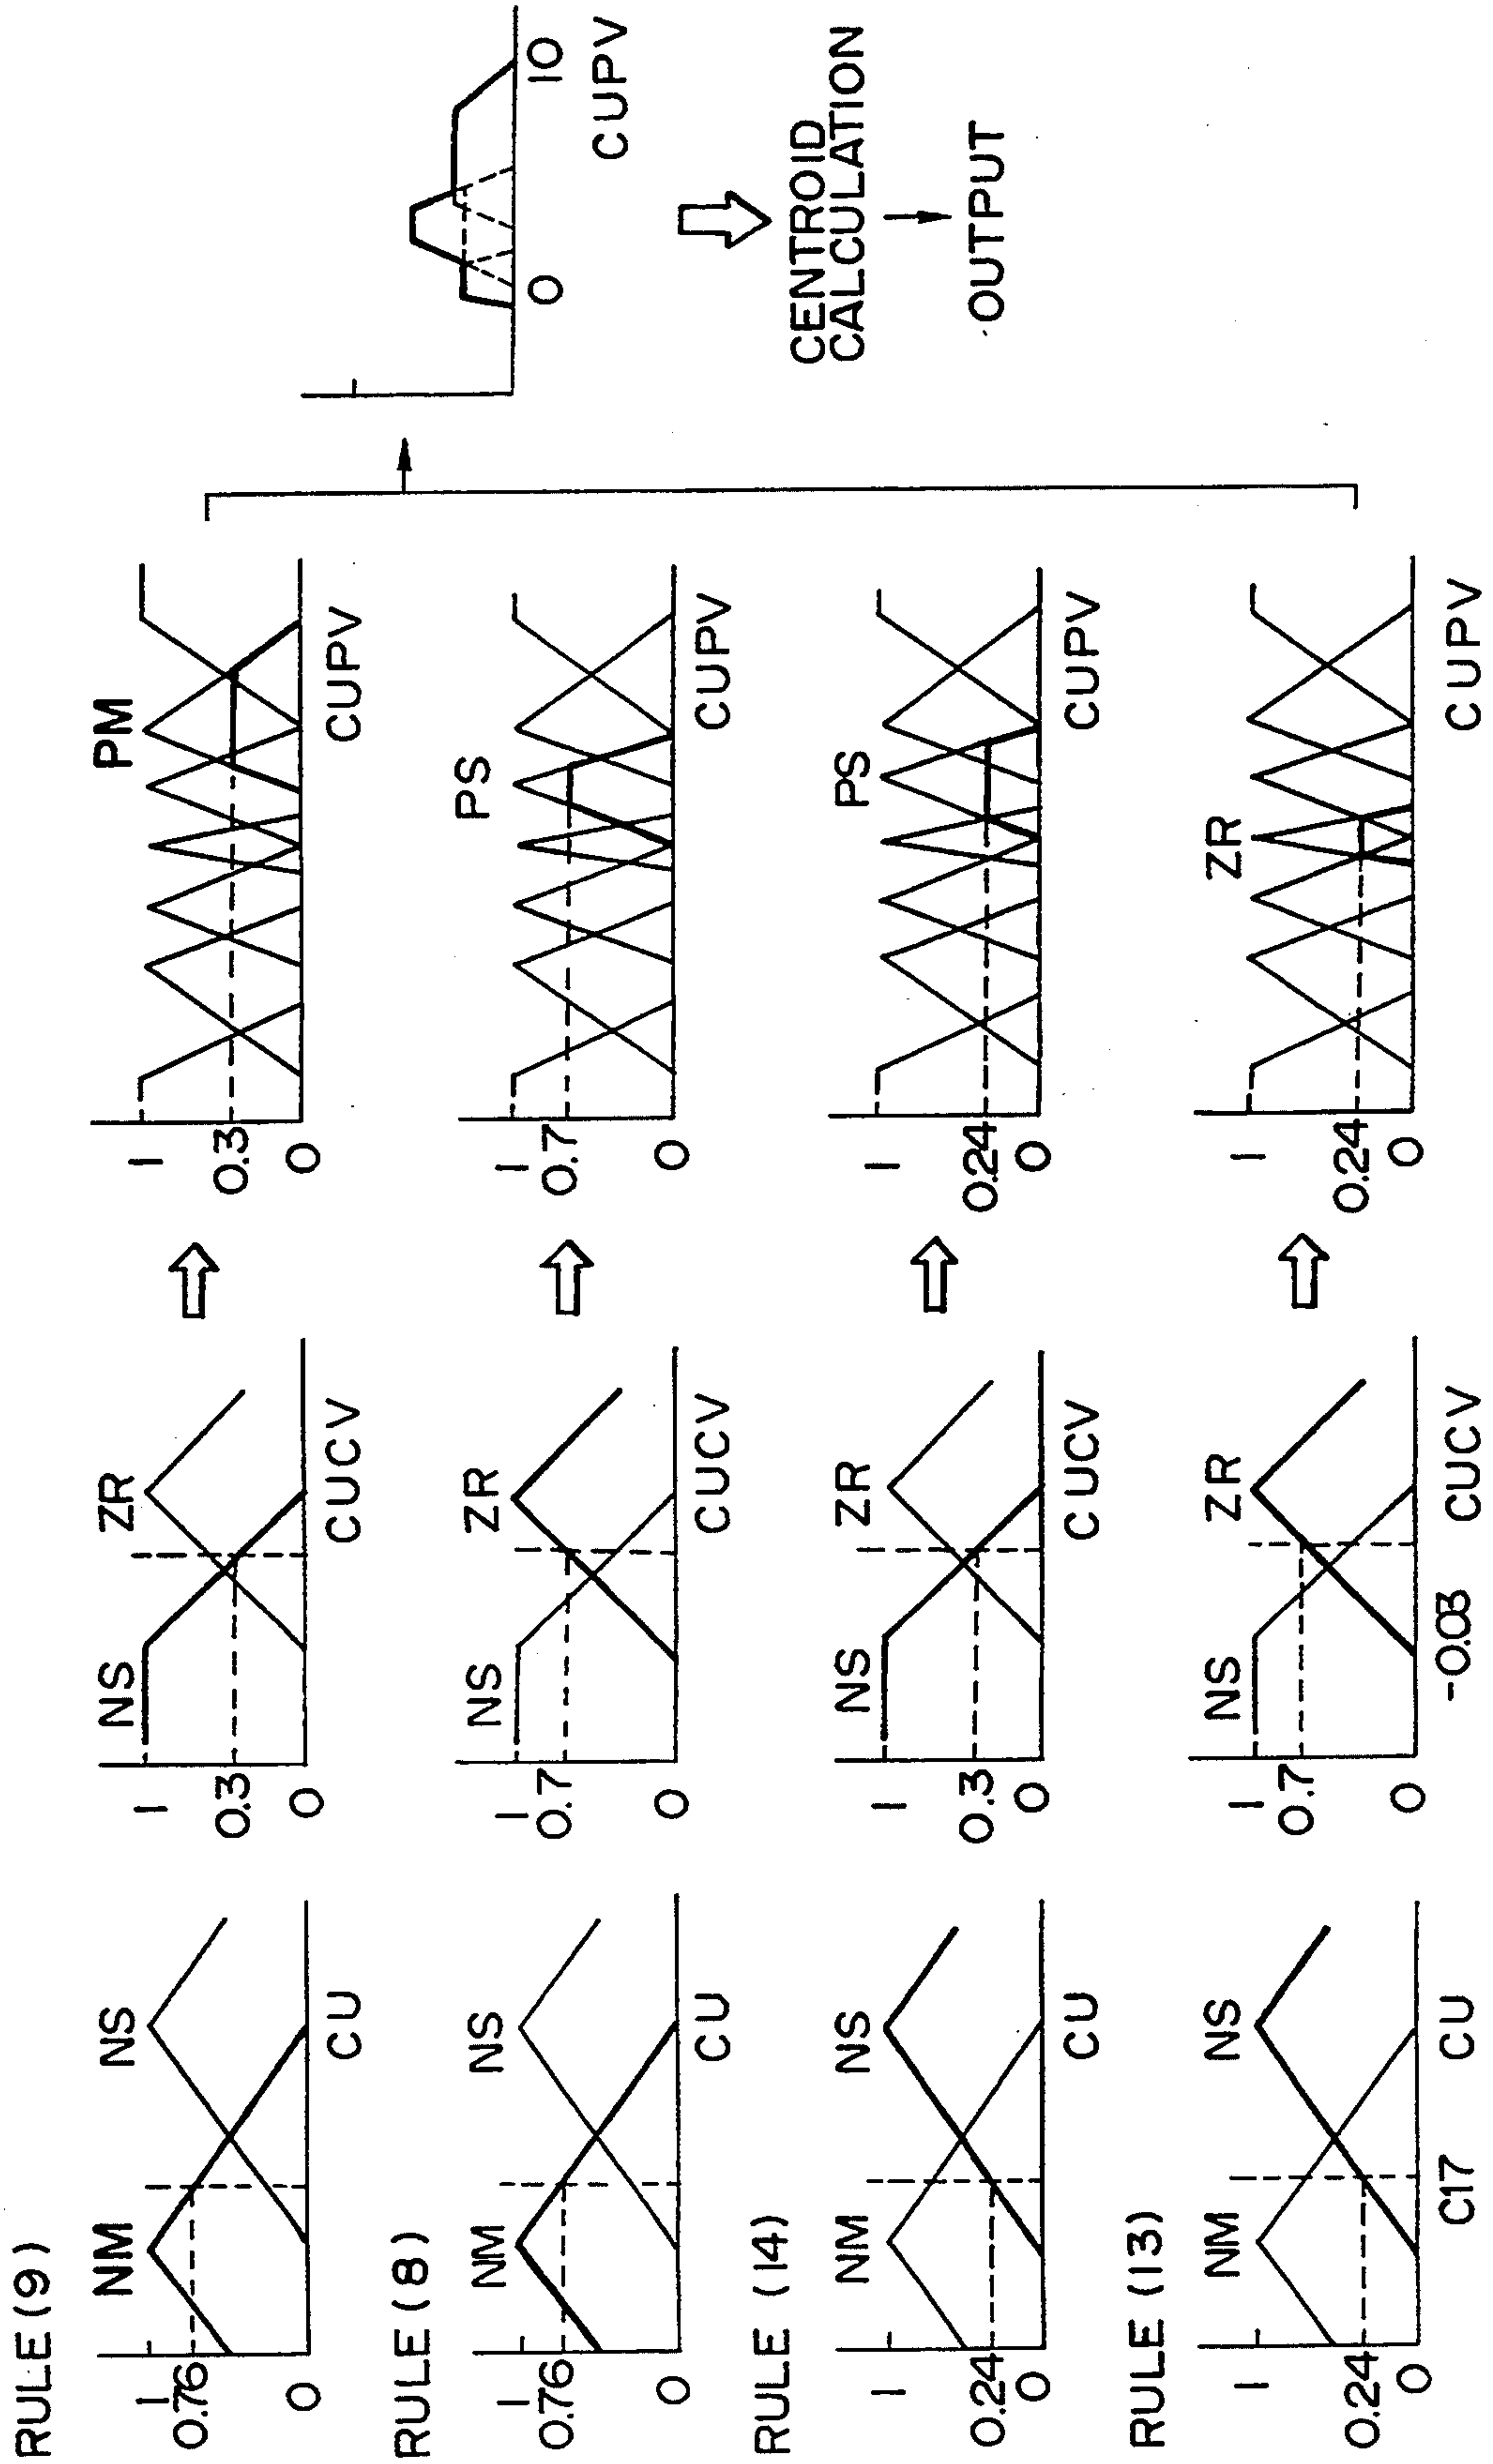 RULE (9)
NM NS
1
0.76
0
CU
NS ZR
1
0.3
0
CUCV
PM
1
0.3
0
CUPV
RULE (8)
NM NS
1
0.76
0
CU
NS ZR
1
0.7
0
CUCV
PS
1
0.7
0
CUPV
RULE (14)
NM NS
1
0.24
0
CU
NS ZR
1
0.3
0
CUCV
PS
1
0.24
0
CUPV
RULE (13)
NM NS
1
0.24
0
C17 CU
NS ZR
1
0.7
0
-0.03 CUCV
ZR
1
0.24
0
CUPV
0 10
CUPV
CENTROID
CALCULATION
OUTPUT